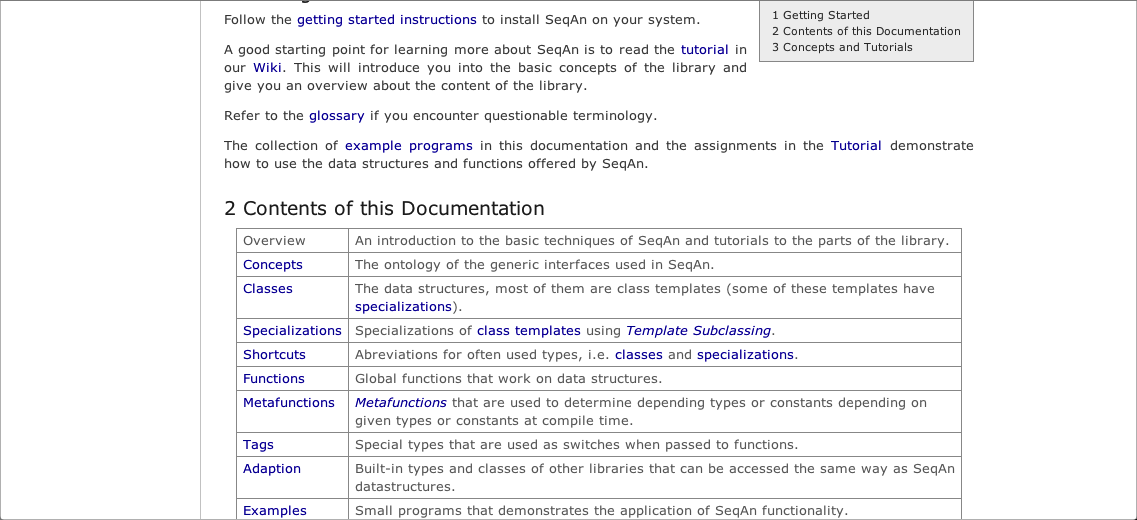 Follow the getting started instructions to install SeqAn on your system.
1 Getting Started
2 Contents of this Documentation
3 Concepts and Tutorials
A good starting point for learning more about SeqAn is to read the tutorial in
our Wiki. This will introduce you into the basic concepts of the library and
give you an overview about the content of the library.
Refer to the glossary if you encounter questionable terminology.
The collection of example programs in this documentation and the assignments in the Tutorial demonstrate
how to use the data structures and functions offered by SeqAn.
2 Contents of this Documentation
Overview An introduction to the basic techniques of SeqAn and tutorials to the parts of the library.
Concepts The ontology of the generic interfaces used in SeqAn.
Classes The data structures, most of them are class templates (some of these templates have
specializations).
Specializations Specializations of class templates using Template Subclassing.
Shortcuts Abreviations for often used types, i.e. classes and specializations.
Functions Global functions that work on data structures.
Metafunctions Metafunctions that are used to determine depending types or constants depending on
given types or constants at compile time.
Tags Special types that are used as switches when passed to functions.
Adaption Built-in types and classes of other libraries that can be accessed the same way as SeqAn
datastructures.
Examples Small programs that demonstrates the application of SeqAn functionality.